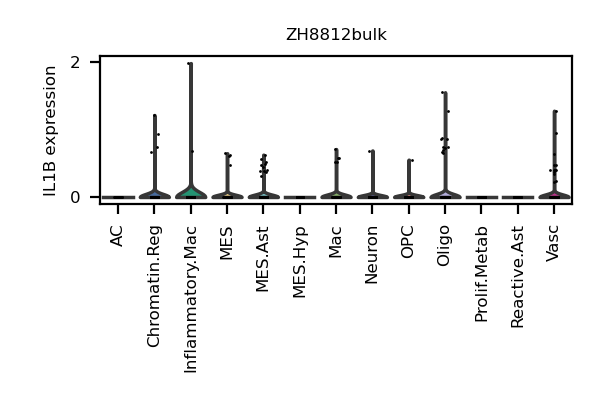 ZH8812bulk
IL1B expression
2
0
AC
Chromatin.Reg
Inflammatory.Mac
MES
MES.Ast
MES.Hyp
Mac
Neuron
OPC
Oligo
Prolif.Metab
Reactive.Ast
Vasc